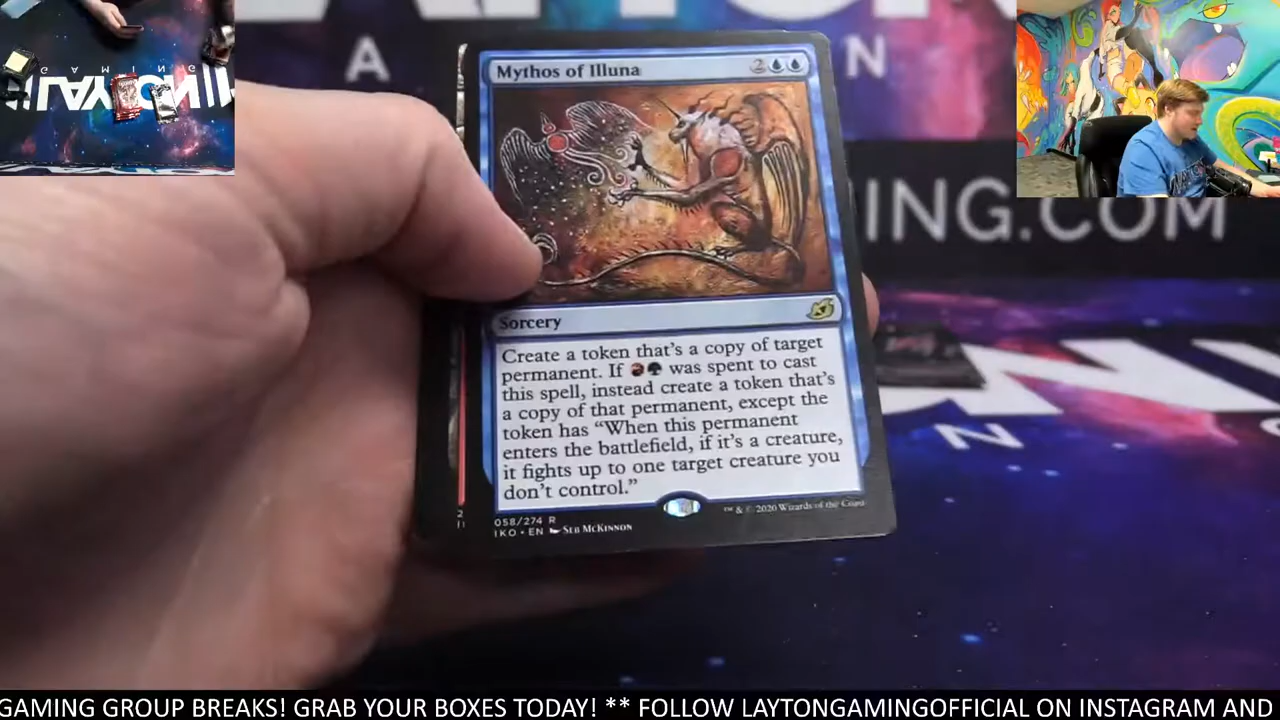 A
N
Mythos of Illuna
2
ING.COM
Sorcery
Create a token that's a copy of target
permanent. If was spent to cast
this spell, instead create a token that's
a copy of that permanent, except the
token has “When this permanent
enters the battlefield, if it's a creature,
it fights up to one target creature you
don't control.”
058/274 R
IKO • EN SEB MCKINNON
™ & © 2020 Wizards of the Coast
N
GAMING GROUP BREAKS! GRAB YOUR BOXES TODAY! ** FOLLOW LAYTONGAMINGOFFICIAL ON INSTAGRAM AND